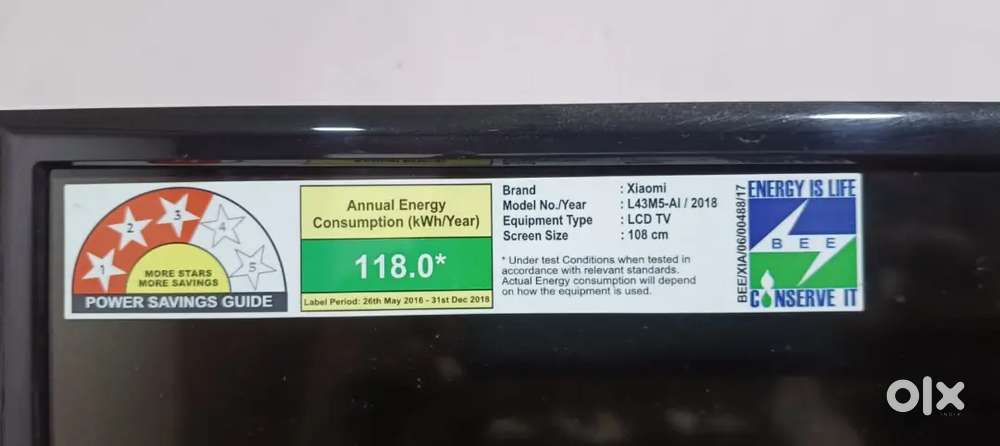 1 2 3 4 5
MORE STARS
MORE SAVINGS
POWER SAVINGS GUIDE
Annual Energy
Consumption (kWh/Year)
118.0*
Label Period: 26th May 2016 - 31st Dec 2018
Brand : Xiaomi
Model No./Year : L43M5-AI / 2018
Equipment Type : LCD TV
Screen Size : 108 cm
* Under test Conditions when tested in
accordance with relevant standards.
Actual Energy consumption will depend
on how the equipment is used.
BEE/XIA/06/00488/17
ENERGY IS LIFE
BEE
CONSERVE IT
olx
INDIA